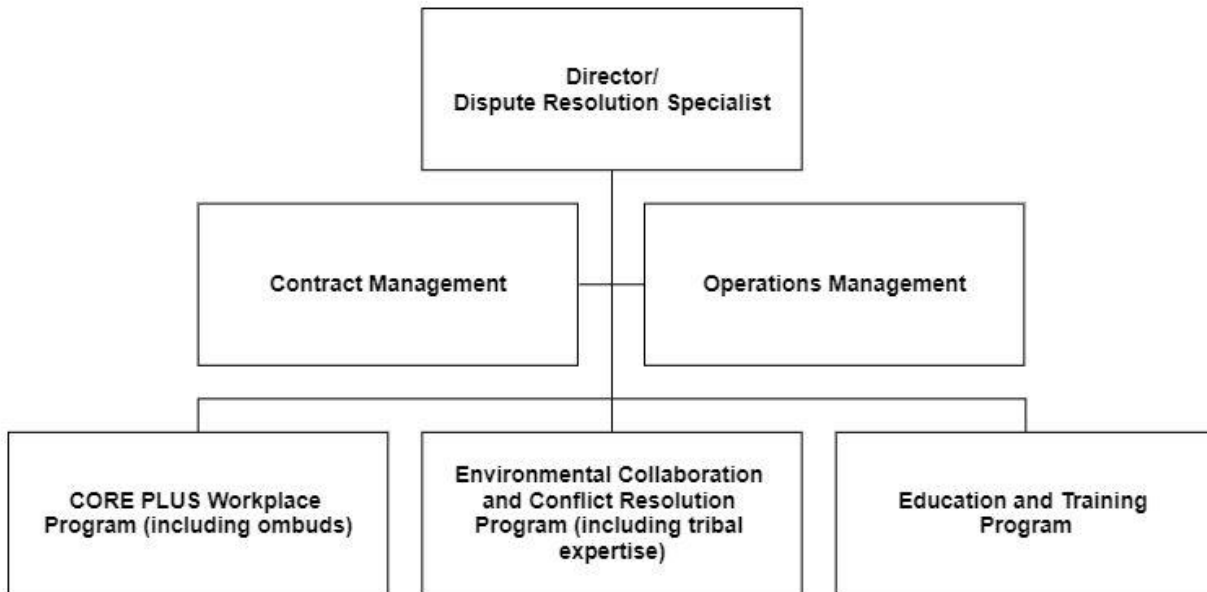 Director/
Dispute Resolution Specialist
Contract Management
Operations Management
CORE PLUS Workplace
Program (including ombuds)
Environmental Collaboration
and Conflict Resolution
Program (including tribal
expertise)
Education and Training
Program